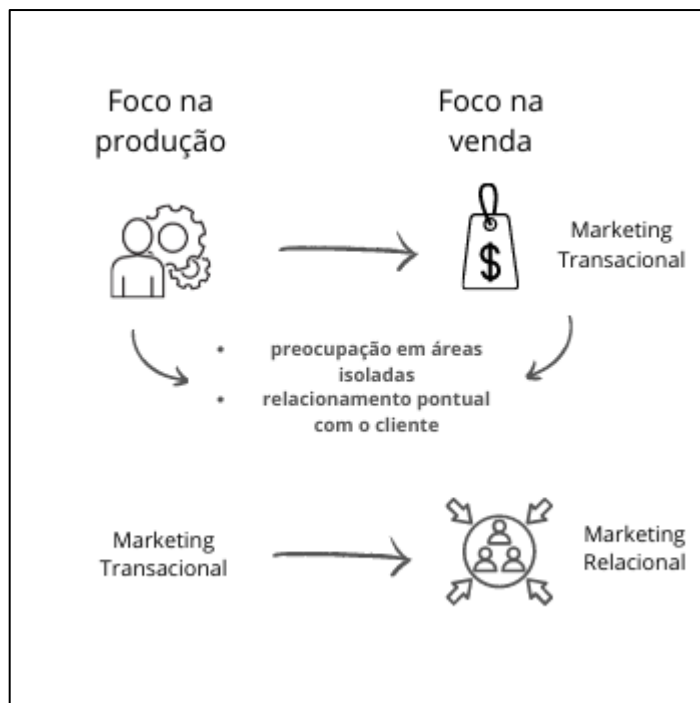 Foco na
produção
Foco na
venda
$
Marketing
Transacional
• preocupação em áreas
isoladas
• relacionamento pontual
com o cliente
Marketing
Transacional
Marketing
Relacional